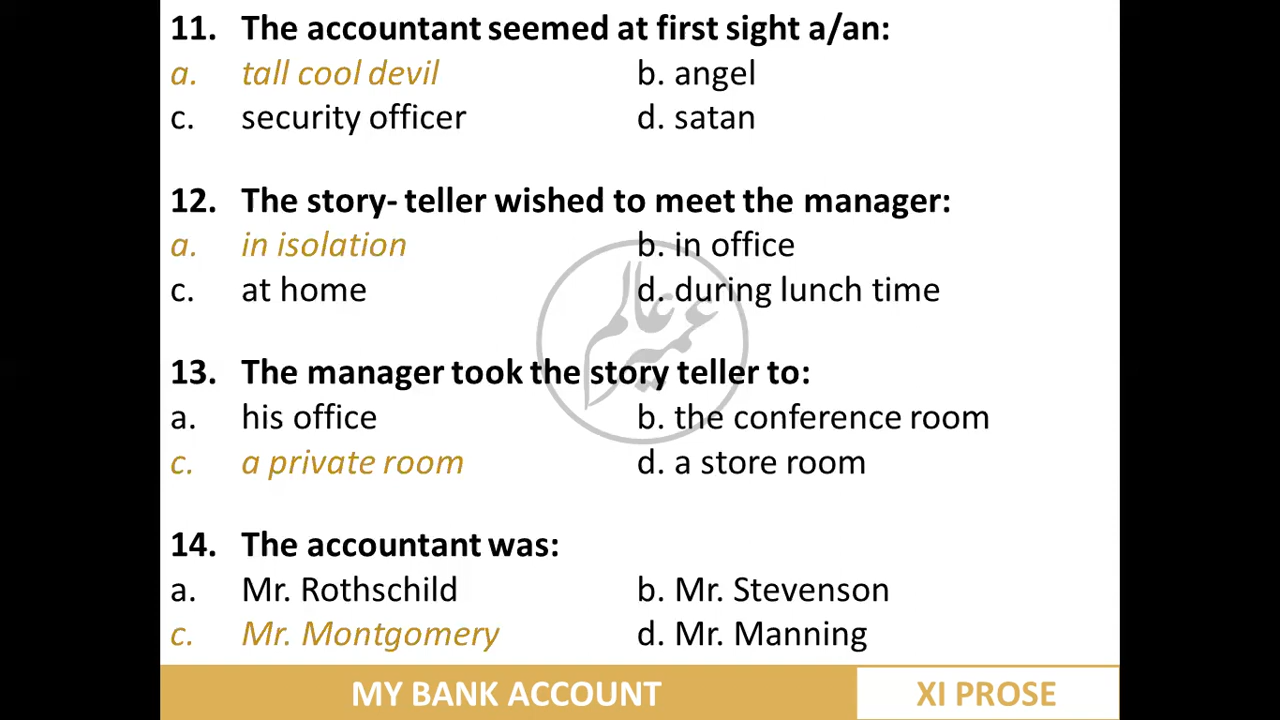 11. The accountant seemed at first sight a/an:
a. tall cool devil b. angel
c. security officer d. satan
12. The story- teller wished to meet the manager:
a. in isolation b. in office
c. at home d. during lunch time
13. The manager took the story teller to:
a. his office b. the conference room
c. a private room d. a store room
14. The accountant was:
a. Mr. Rothschild b. Mr. Stevenson
c. Mr. Montgomery d. Mr. Manning
عمیر عالم
MY BANK ACCOUNT XI PROSE